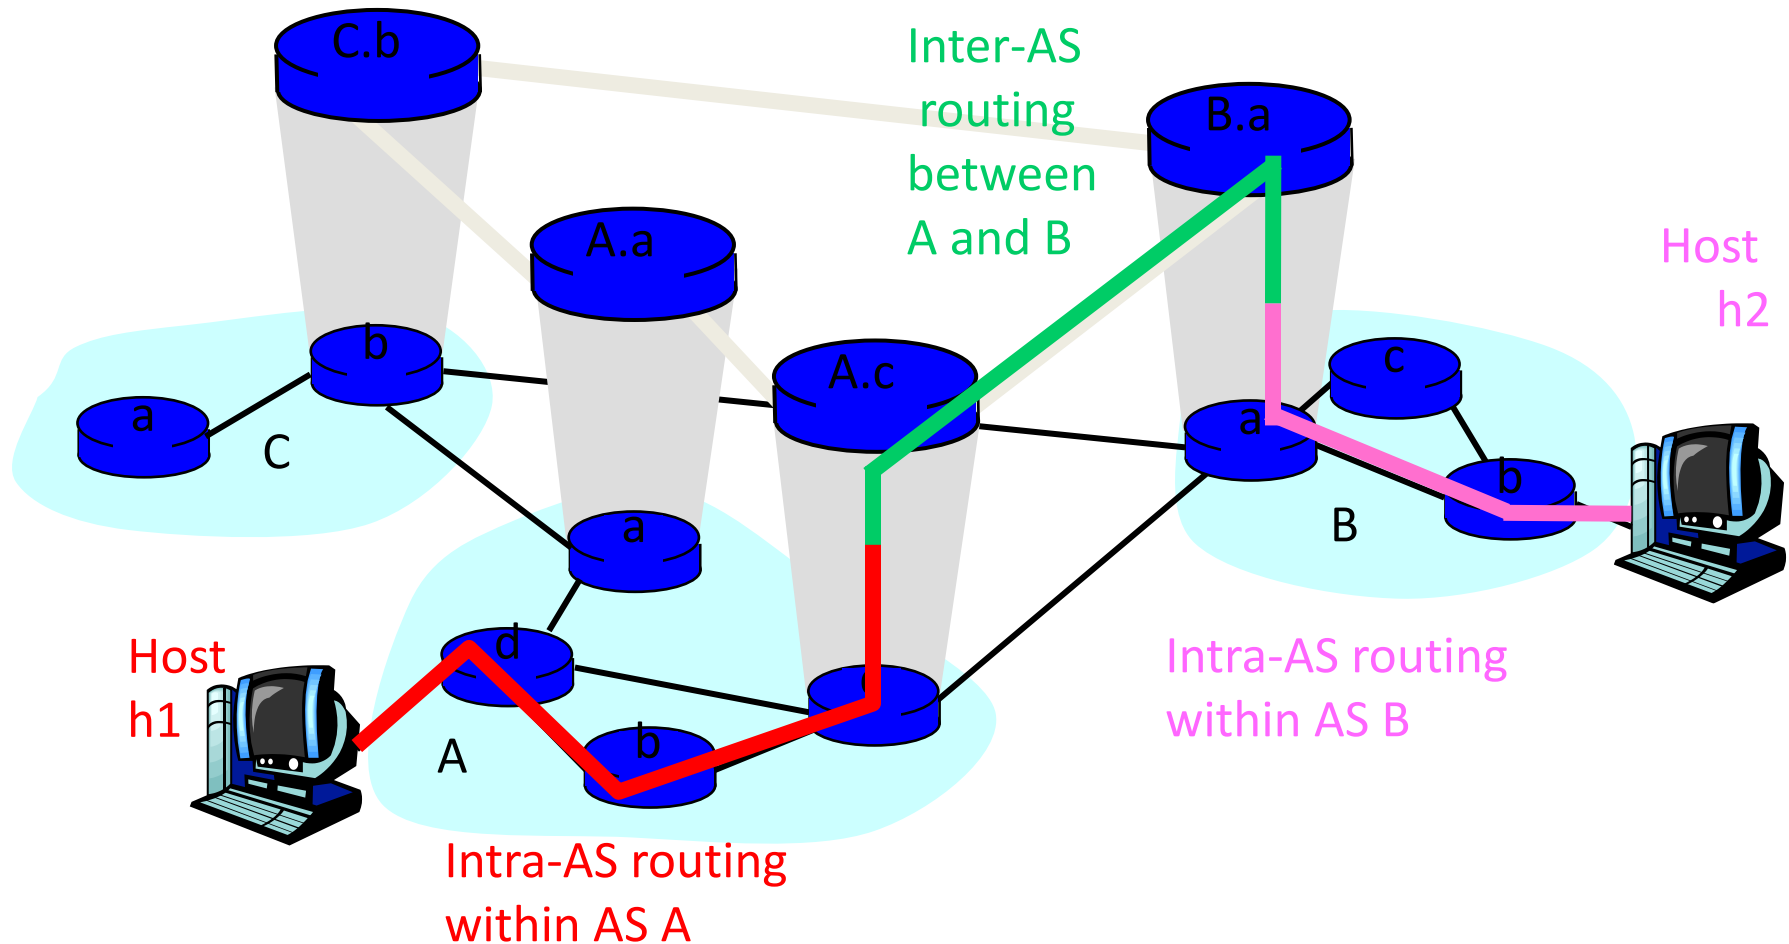 C.b
Inter-AS
routing
between
A and B
B.a
A.a
Host
h2
b
A.c
c
a
a
C
b
B
a
d
Host
h1
b
A
Intra-AS routing
within AS B
Intra-AS routing
within AS A